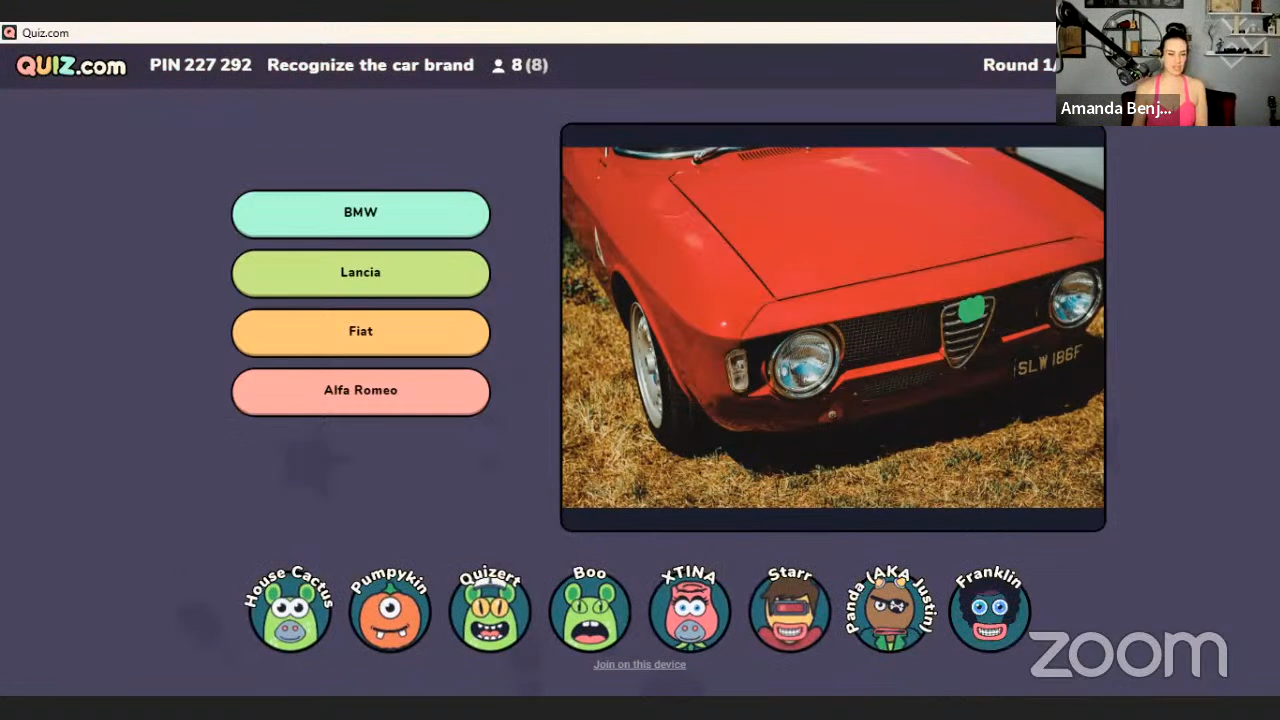 Quiz.com
QUIZ.com PIN 227 292 Recognize the car brand 8 (8) Round 1/
Amanda Benj...
BMW
Lancia
Fiat
Alfa Romeo
SLW 186F
House Cactus
Pumpykin
Quizert
Boo
XTINA
Starr
Panda (AKA Justin)
Franklin
Join on this device
zoom